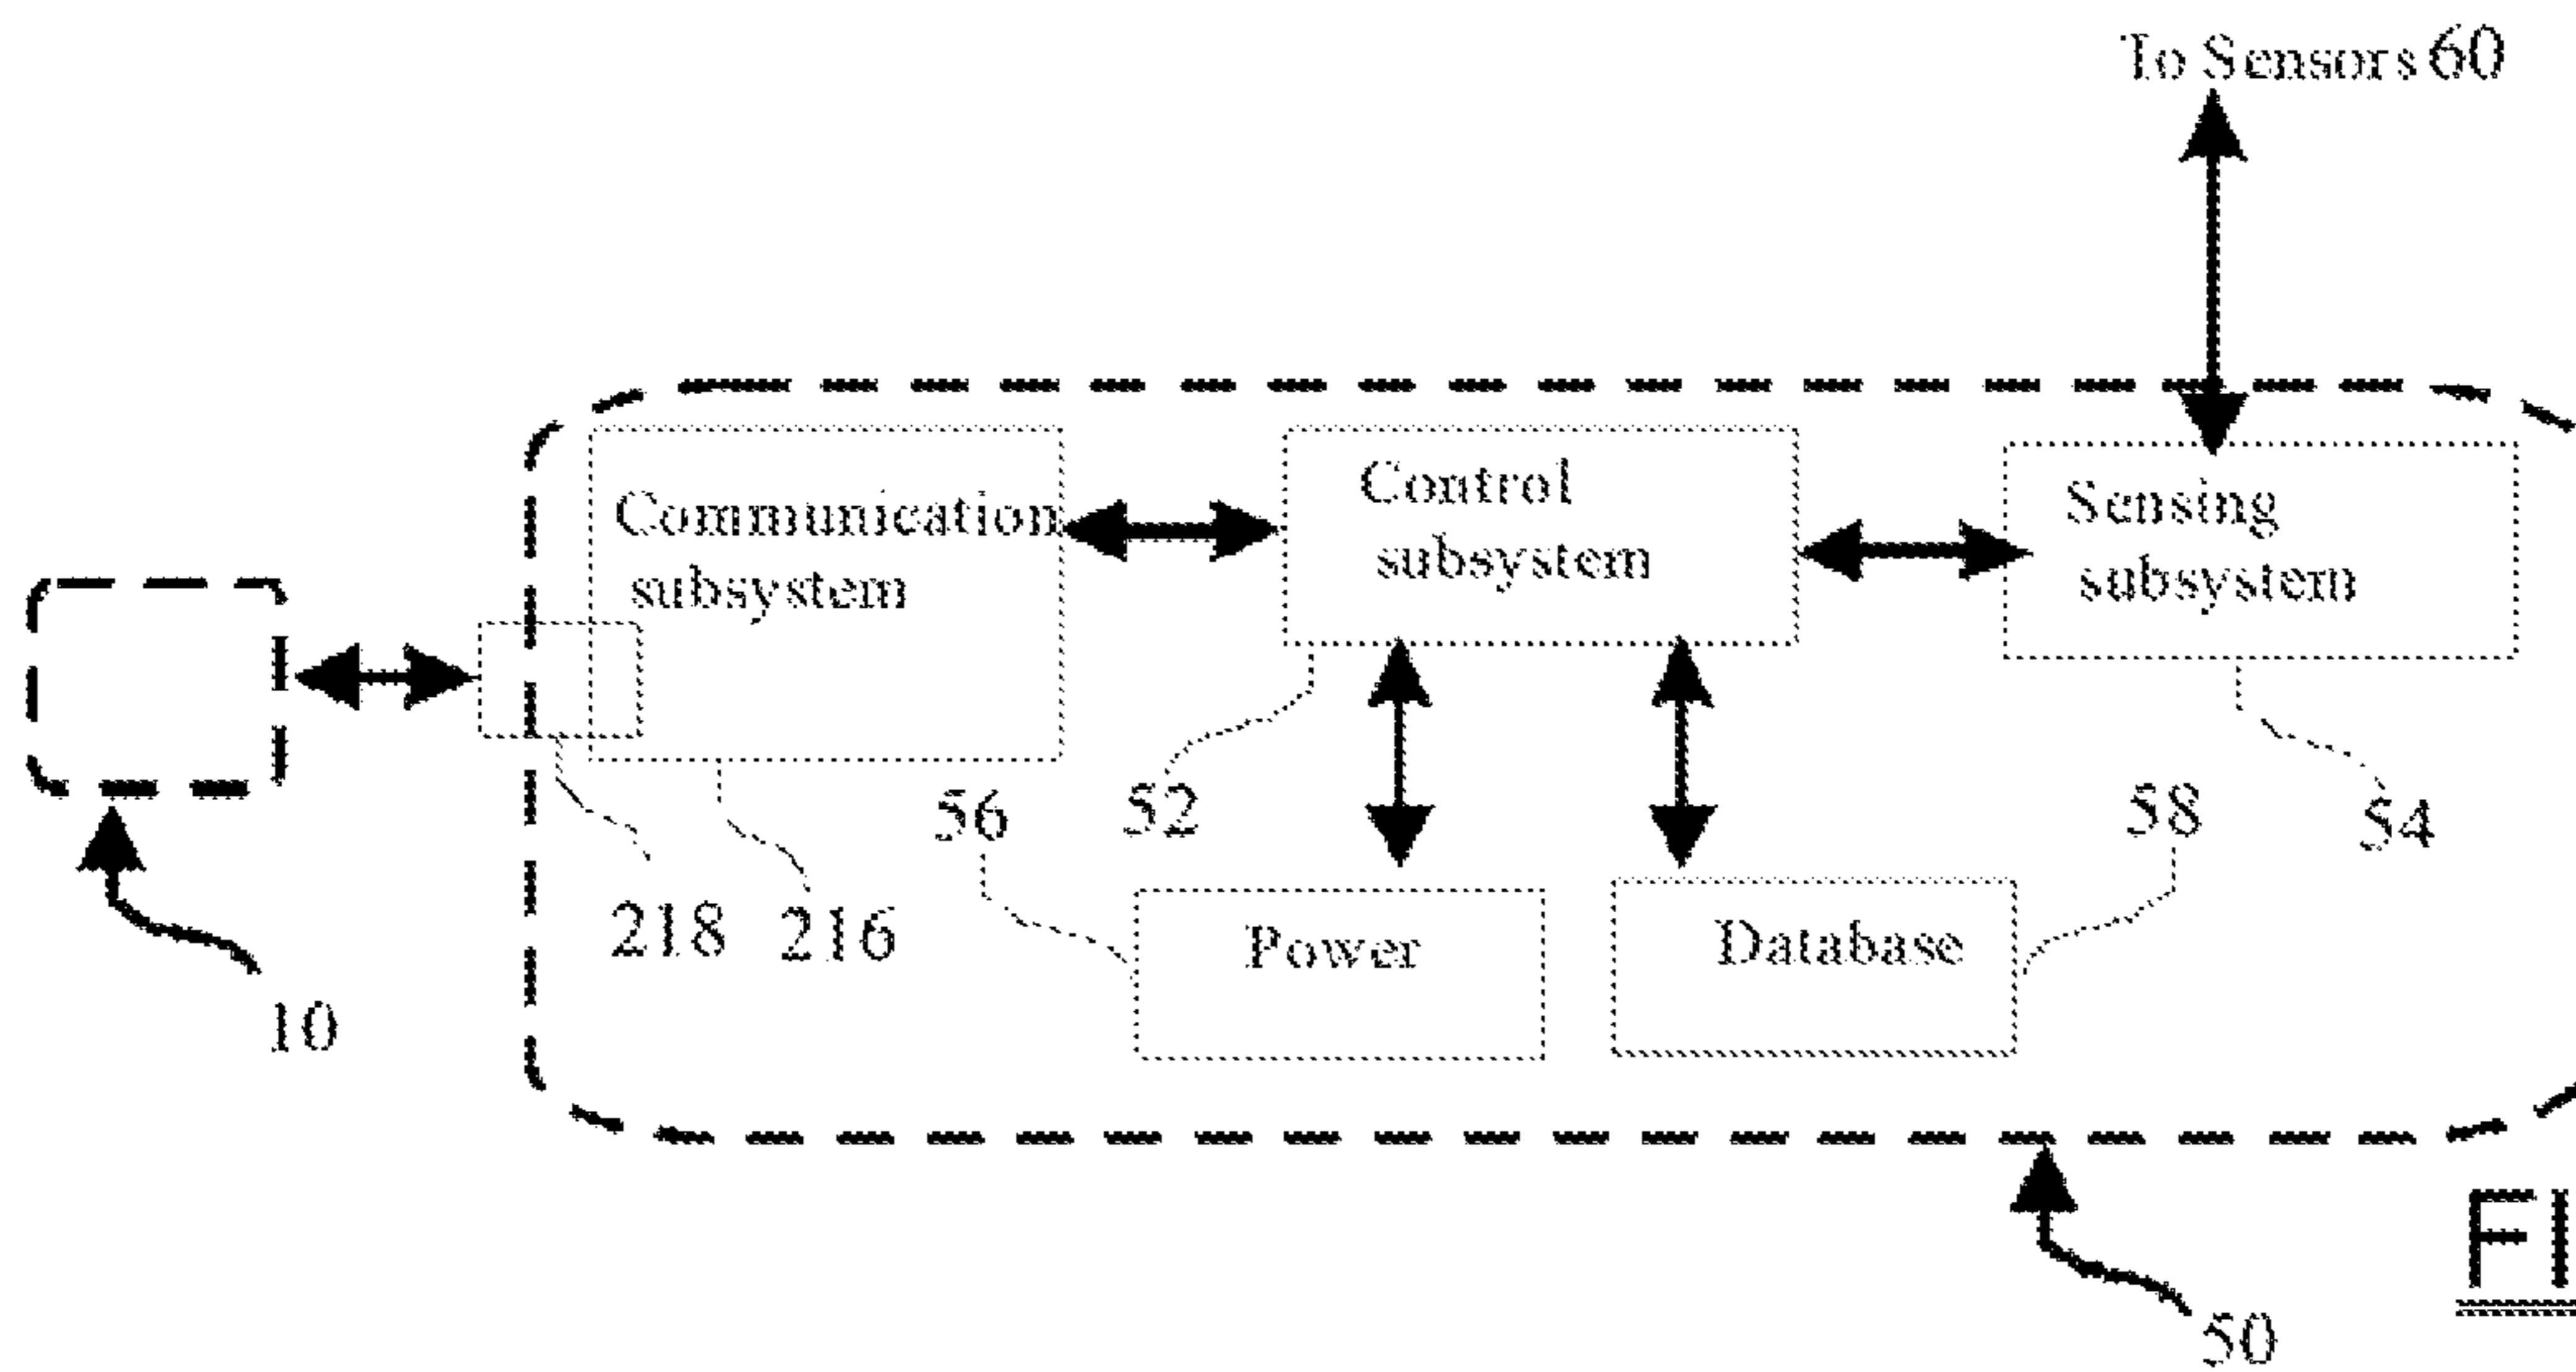 To Sensors 60
Communication
subsystem
Control
subsystem
Sensing
subsystem
56
52
58
54
218
216
Power
Database
10
50
FI